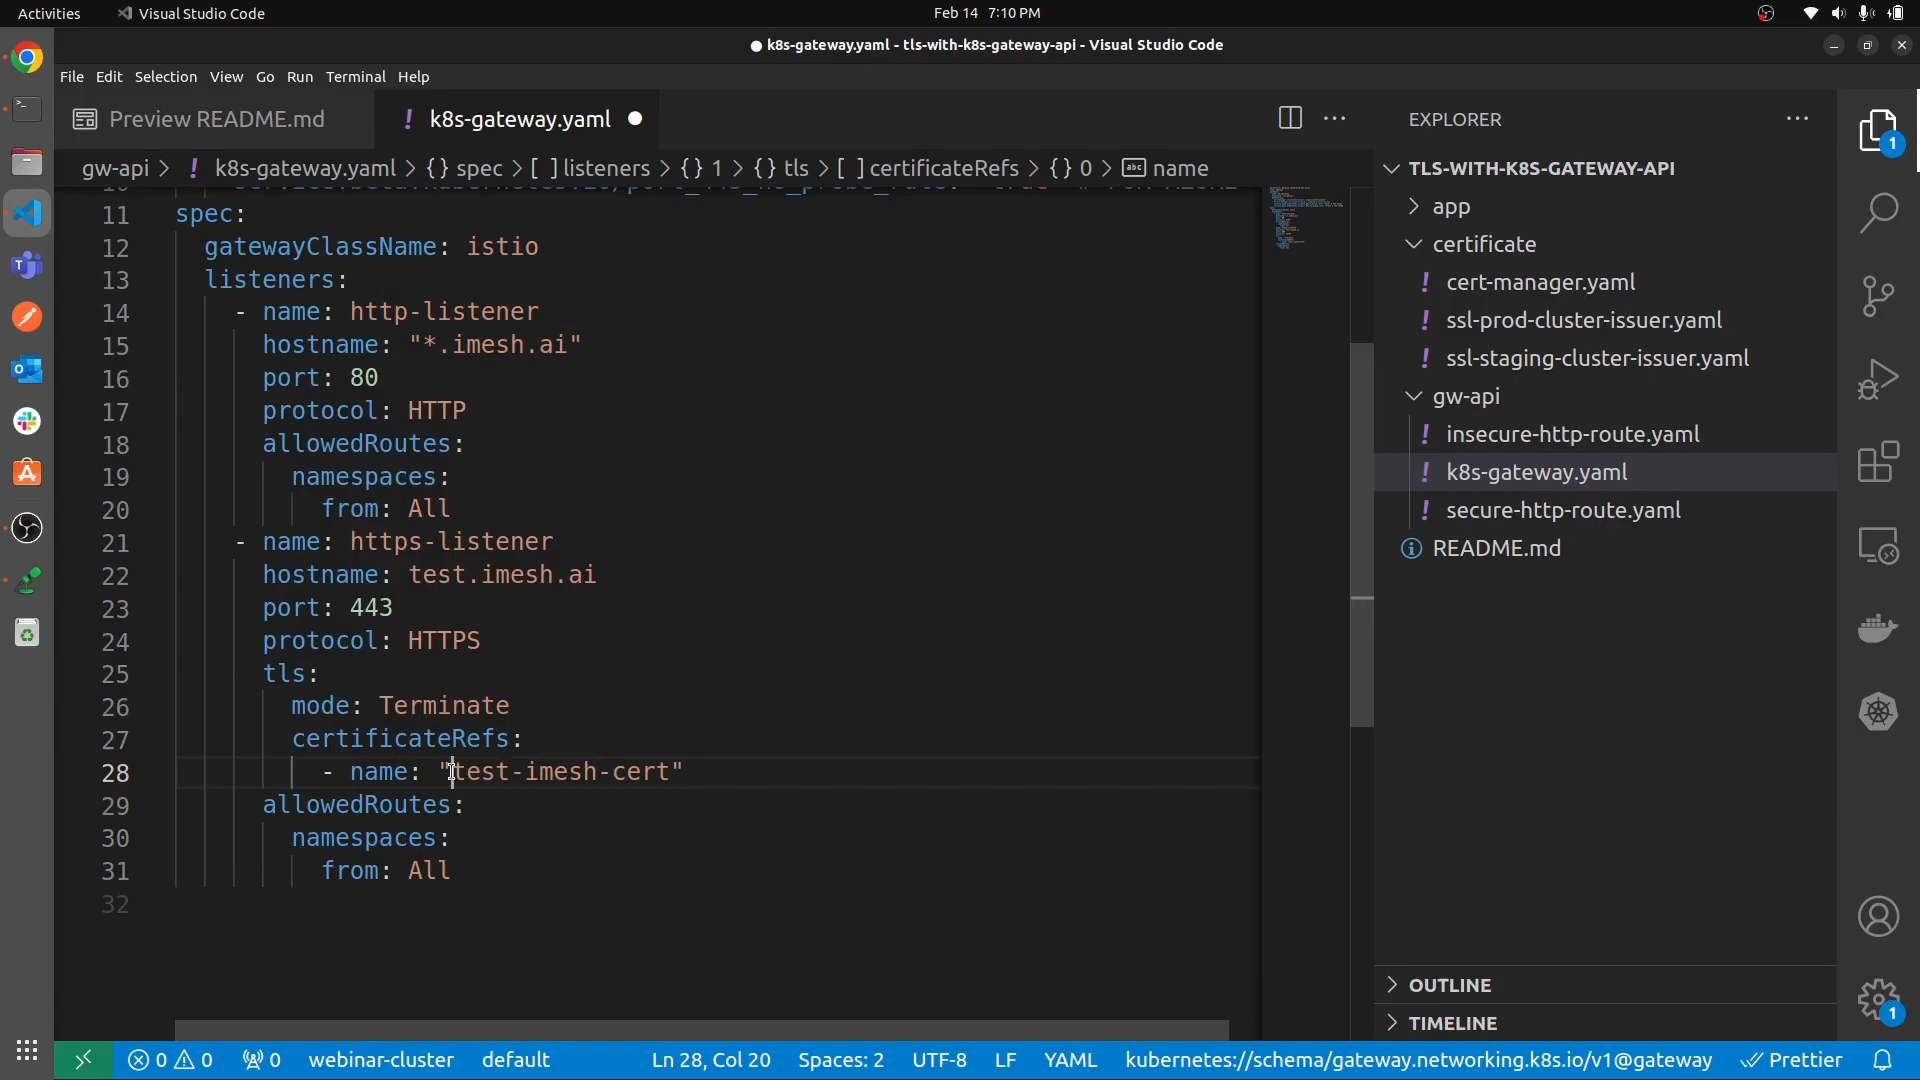 Activities
Visual Studio Code
Feb 14 7:10 PM
● k8s-gateway.yaml - tls-with-k8s-gateway-api - Visual Studio Code
File Edit Selection View Go Run Terminal Help
Preview README.md
! k8s-gateway.yaml ●
EXPLORER
gw-api > ! k8s-gateway.yaml > {} spec > [ ] listeners > {} 1 > {} tls > [ ] certificateRefs > {} 0 > abc name
11 spec:
12 gatewayClassName: istio
13 listeners:
14 - name: http-listener
15 hostname: "*.imesh.ai"
16 port: 80
17 protocol: HTTP
18 allowedRoutes:
19 namespaces:
20 from: All
21 - name: https-listener
22 hostname: test.imesh.ai
23 port: 443
24 protocol: HTTPS
25 tls:
26 mode: Terminate
27 certificateRefs:
28 - name: "test-imesh-cert"
29 allowedRoutes:
30 namespaces:
31 from: All
32
TLS-WITH-K8S-GATEWAY-API
app
certificate
! cert-manager.yaml
! ssl-prod-cluster-issuer.yaml
! ssl-staging-cluster-issuer.yaml
gw-api
! insecure-http-route.yaml
! k8s-gateway.yaml
! secure-http-route.yaml
README.md
OUTLINE
TIMELINE
1
1
0 0 0 webinar-cluster default Ln 28, Col 20 Spaces: 2 UTF-8 LF YAML kubernetes://schema/gateway.networking.k8s.io/v1@gateway Prettier